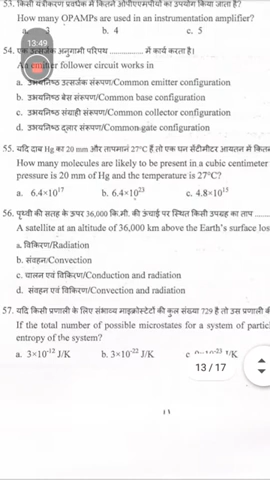 53. किसी यंत्रीकरण प्रवर्धक में कितने ओपीएएमपीयों का उपयोग किया जाता है?
How many OPAMPs are used in an instrumentation amplifier?
a. 3 b. 4 c. 5
13:49
54. एक उत्सर्जक अनुगामी परिपथ .............. में कार्य करता है।
An emitter follower circuit works in
a. उभयनिष्ठ उत्सर्जक संरूपण/Common emitter configuration
b. उभयनिष्ठ बेस संरूपण/Common base configuration
c. उभयनिष्ठ संग्राही संरूपण/Common collector configuration
d. उभयनिष्ठ द्वार संरूपण/Common gate configuration
55. यदि दाब Hg का 20 mm और तापमान 27°C हैं तो एक घन सेंटीमीटर आयतन में
How many molecules are likely to be present in a cubic centimeter
pressure is 20 mm of Hg and the temperature is 27°C?
a. 6.4×10¹⁷ b. 6.4×10²³ c. 4.8×10¹⁵
56. पृथ्वी की सतह के ऊपर 36,000 कि.मी. की ऊंचाई पर स्थित किसी उपग्रह का ताप ......
A satellite at an altitude of 36,000 km above the Earth's surface
a. विकिरण/Radiation
b. संवहन/Convection
c. चालन एवं विकिरण/Conduction and radiation
d. संवहन एवं विकिरण/Convection and radiation
57. यदि किसी प्रणाली के लिए संभाव्य माइक्रोस्टेटों की कुल संख्या 729 है तो उस प्रणाली
If the total number of possible microstates for a system of
entropy of the system?
a. 3×10⁻¹² J/K b. 3×10⁻²² J/K c
13 / 17